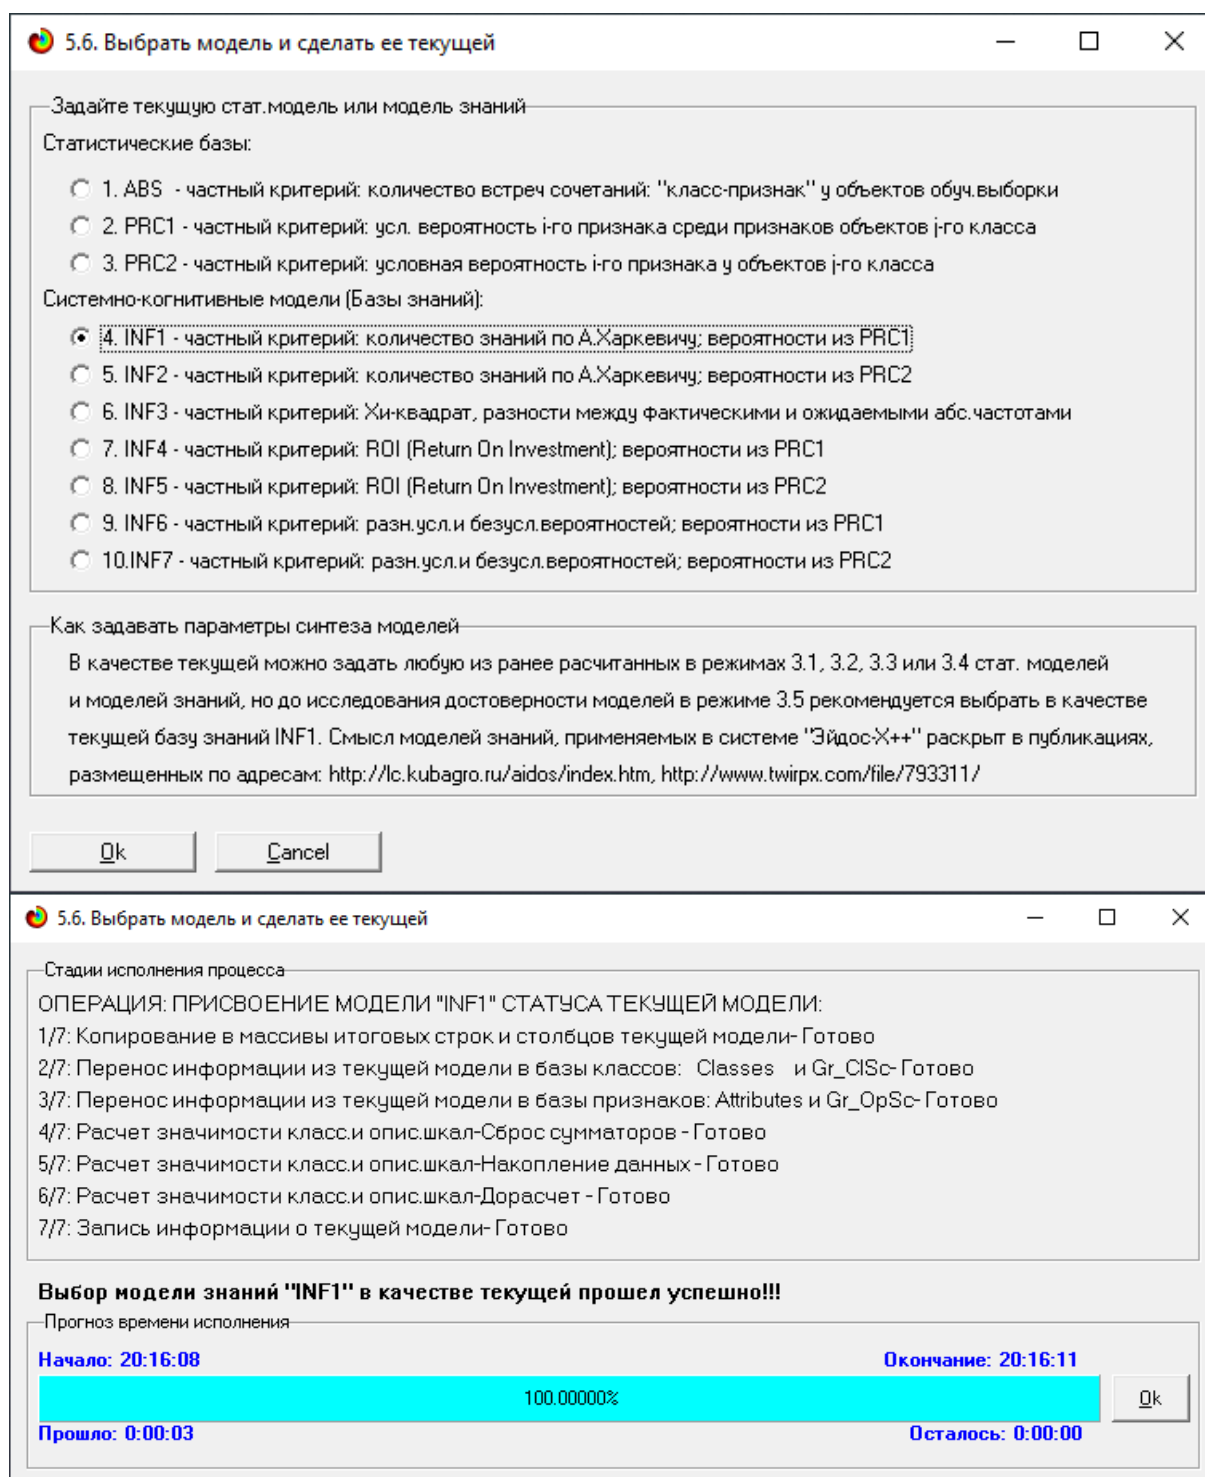 5.6. Выбрать модель и сделать ее текущей
Задайте текущую стат.модель или модель знаний
Статистические базы:
1. ABS - частный критерий: количество встреч сочетаний: "класс-признак" у объектов обуч.выборки
2. PRC1 - частный критерий: усл. вероятность i-го признака среди признаков объектов j-го класса
3. PRC2 - частный критерий: условная вероятность i-го признака у объектов j-го класса
Системно-когнитивные модели (Базы знаний):
4. INF1 - частный критерий: количество знаний по А.Харкевичу; вероятности из PRC1
5. INF2 - частный критерий: количество знаний по А.Харкевичу; вероятности из PRC2
6. INF3 - частный критерий: Хи-квадрат, разности между фактическими и ожидаемыми абс.частотами
7. INF4 - частный критерий: ROI (Return On Investment); вероятности из PRC1
8. INF5 - частный критерий: ROI (Return On Investment); вероятности из PRC2
9. INF6 - частный критерий: разн.усл.и безусл.вероятностей; вероятности из PRC1
10.INF7 - частный критерий: разн.усл.и безусл.вероятностей; вероятности из PRC2
Как задавать параметры синтеза моделей
В качестве текущей можно задать любую из ранее расчитанных в режимах 3.1, 3.2, 3.3 или 3.4 стат. моделей
и моделей знаний, но до исследования достоверности моделей в режиме 3.5 рекомендуется выбрать в качестве
текущей базу знаний INF1. Смысл моделей знаний, применяемых в системе "Эйдос-X++" раскрыт в публикациях,
размещенных по адресам: http://lc.kubagro.ru/aidos/index.htm, http://www.twirpx.com/file/793311/
Ok Cancel
5.6. Выбрать модель и сделать ее текущей
Стадии исполнения процесса
ОПЕРАЦИЯ: ПРИСВОЕНИЕ МОДЕЛИ "INF1" СТАТУСА ТЕКУЩЕЙ МОДЕЛИ:
1/7: Копирование в массивы итоговых строк и столбцов текущей модели- Готово
2/7: Перенос информации из текущей модели в базы классов: Classes и Gr_ClSc- Готово
3/7: Перенос информации из текущей модели в базы признаков: Attributes и Gr_OpSc- Готово
4/7: Расчет значимости класс.и опис.шкал-Сброс сумматоров - Готово
5/7: Расчет значимости класс.и опис.шкал-Накопление данных - Готово
6/7: Расчет значимости класс.и опис.шкал-Дорасчет - Готово
7/7: Запись информации о текущей модели- Готово
Выбор модели знаний "INF1" в качестве текущей прошел успешно!!!
Прогноз времени исполнения
Начало: 20:16:08 Окончание: 20:16:11
100.00000% Ok
Прошло: 0:00:03 Осталось: 0:00:00